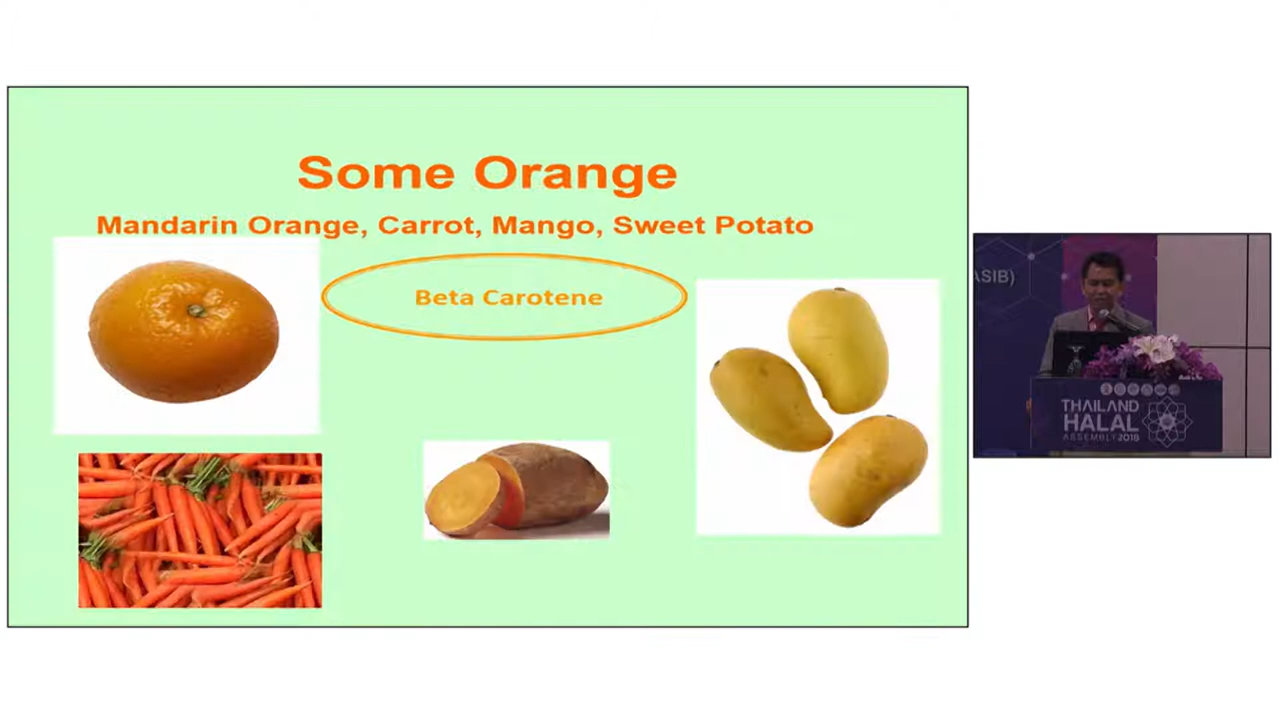 Some Orange
Mandarin Orange, Carrot, Mango, Sweet Potato
Beta Carotene
ASIB)
THAILAND
HALAL
ASSEMBLY 2018